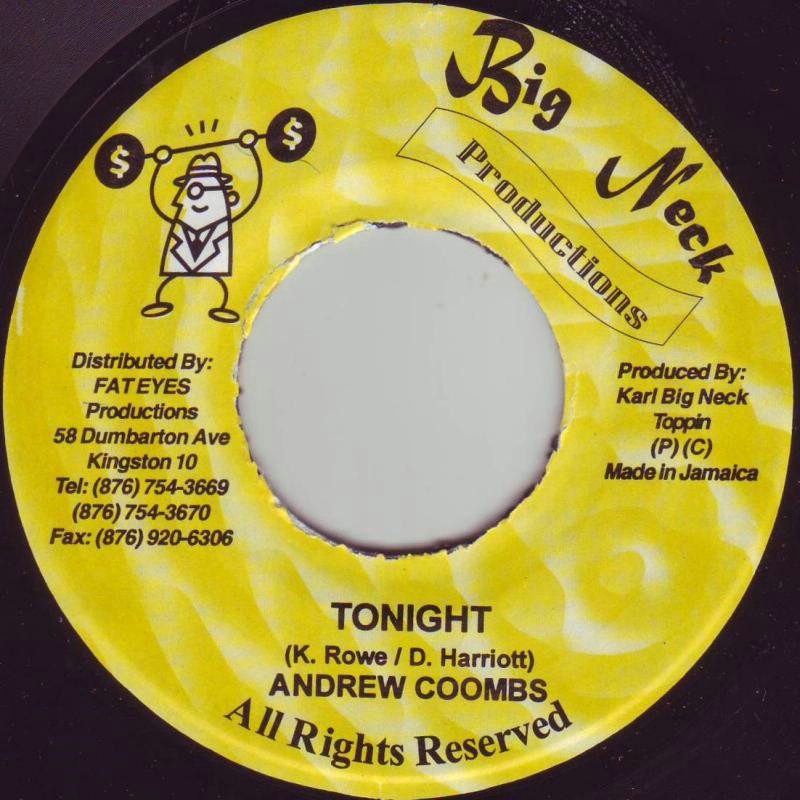 Big Neck
Productions
$ $
Distributed By:
FAT EYES
Productions
58 Dumbarton Ave
Kingston 10
Tel: (876) 754-3669
(876) 754-3670
Fax: (876) 920-6306
Produced By:
Karl Big Neck
Toppin
(P) (C)
Made in Jamaica
TONIGHT
(K. Rowe / D. Harriott)
ANDREW COOMBS
All Rights Reserved